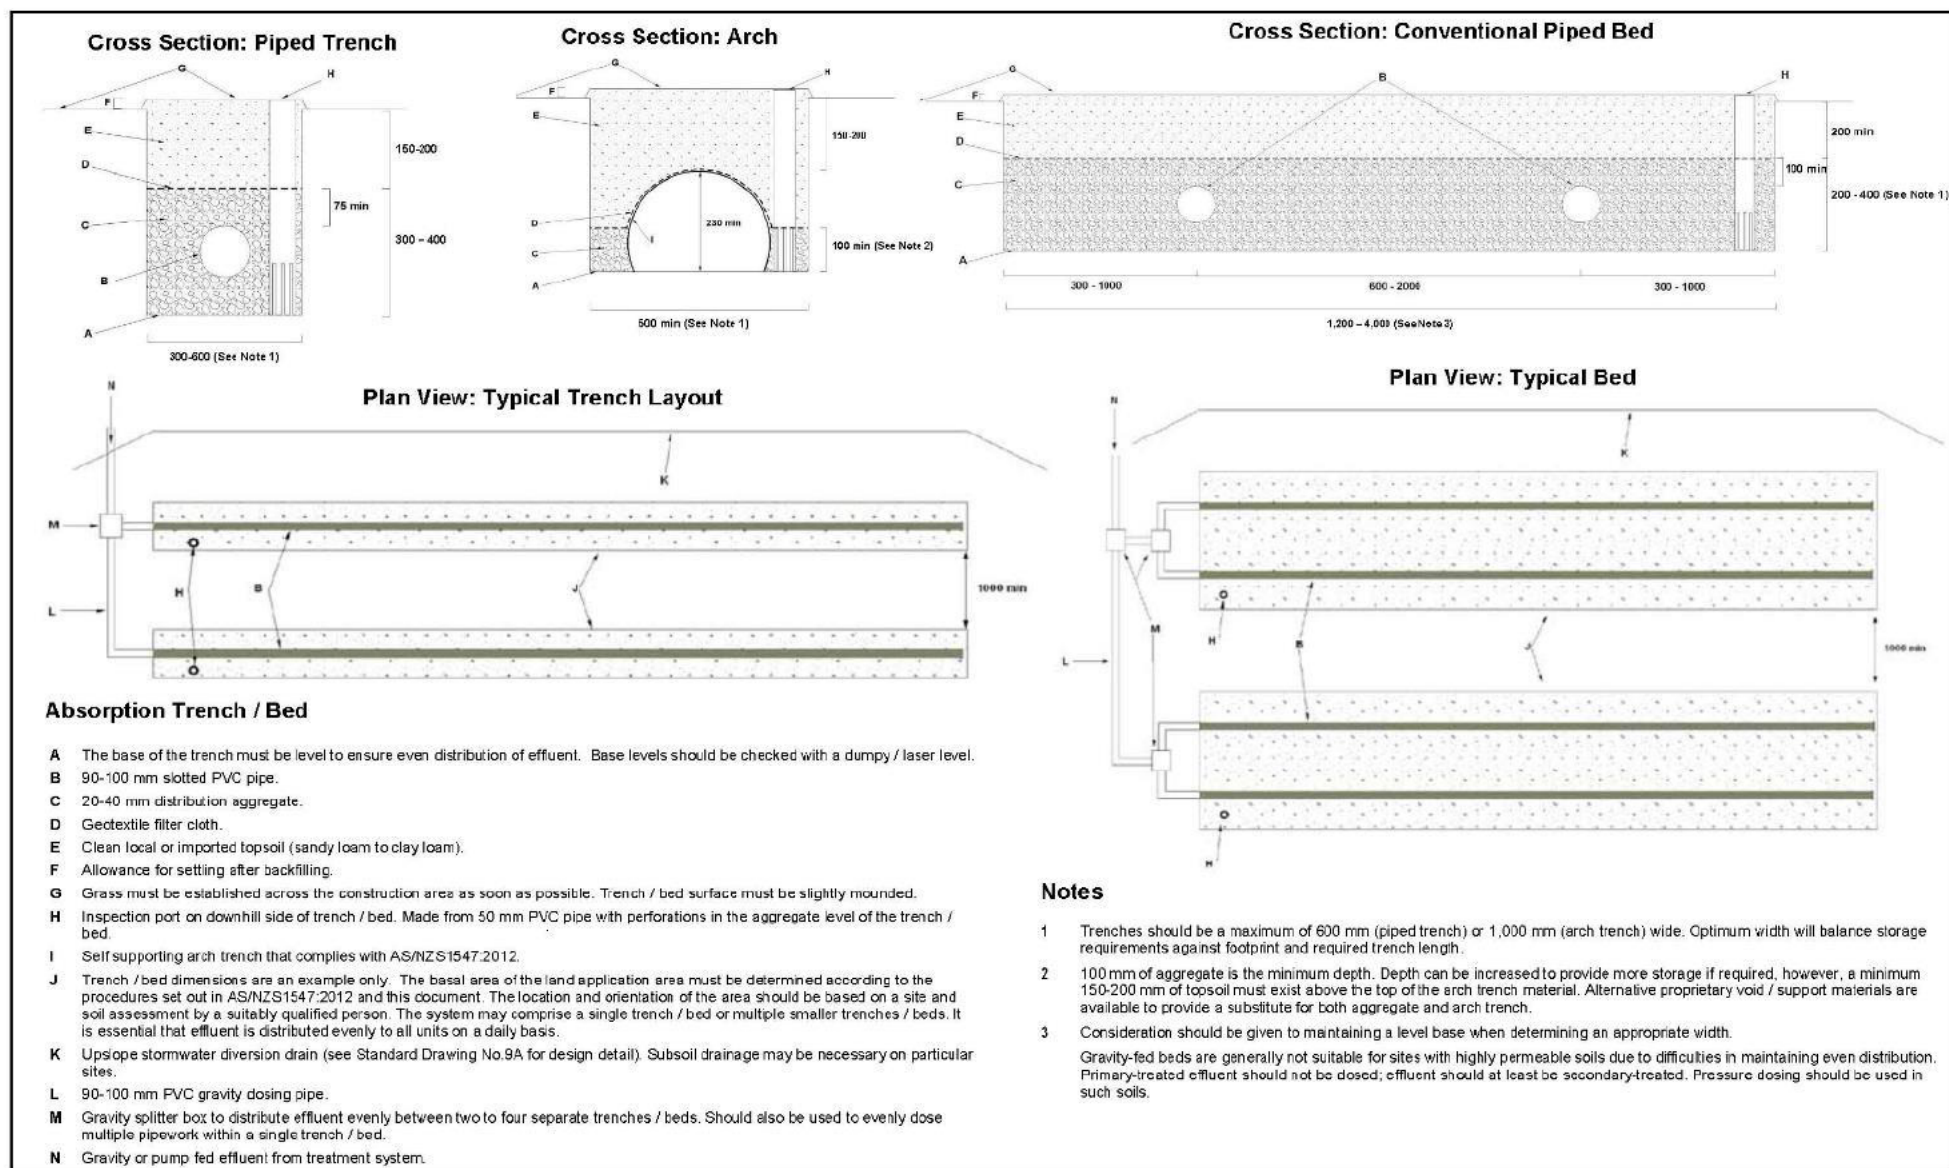 Cross Section: Piped Trench
G
H
F
E
D
C
B
A
150-200
75 min
300 – 400
300-600 (See Note 1)
Cross Section: Arch
G
H
F
E
D
I
C
A
150-200
230 min
100 min (See Note 2)
500 min (See Note 1)
Cross Section: Conventional Piped Bed
G
B
H
F
E
D
C
A
200 min
100 min
200 - 400 (See Note 1)
300 - 1000
600 - 2000
300 - 1000
1,200 – 4,000 (See Note 3)
Plan View: Typical Trench Layout
N
K
M
H
B
J
L
1000 min
Plan View: Typical Bed
N
K
M
H
B
J
L
1000 min
H
Absorption Trench / Bed
A The base of the trench must be level to ensure even distribution of effluent. Base levels should be checked with a dumpy / laser level.
B 90-100 mm slotted PVC pipe.
C 20-40 mm distribution aggregate.
D Geotextile filter cloth.
E Clean local or imported topsoil (sandy loam to clay loam).
F Allowance for settling after backfilling.
G Grass must be established across the construction area as soon as possible. Trench / bed surface must be slightly mounded.
H Inspection port on downhill side of trench / bed. Made from 50 mm PVC pipe with perforations in the aggregate level of the trench /
bed.
I Self supporting arch trench that complies with AS/NZS1547:2012.
J Trench / bed dimensions are an example only. The basal area of the land application area must be determined according to the
procedures set out in AS/NZS1547:2012 and this document. The location and orientation of the area should be based on a site and
soil assessment by a suitably qualified person. The system may comprise a single trench / bed or multiple smaller trenches / beds. It
is essential that effluent is distributed evenly to all units on a daily basis.
K Upslope stormwater diversion drain (see Standard Drawing No.9A for design detail). Subsoil drainage may be necessary on particular
sites.
L 90-100 mm PVC gravity dosing pipe.
M Gravity splitter box to distribute effluent evenly between two to four separate trenches / beds. Should also be used to evenly dose
multiple pipework within a single trench / bed.
N Gravity or pump fed effluent from treatment system.
Notes
1 Trenches should be a maximum of 600 mm (piped trench) or 1,000 mm (arch trench) wide. Optimum width will balance storage
requirements against footprint and required trench length.
2 100 mm of aggregate is the minimum depth. Depth can be increased to provide more storage if required, however, a minimum
150-200 mm of topsoil must exist above the top of the arch trench material. Alternative proprietary void / support materials are
available to provide a substitute for both aggregate and arch trench.
3 Consideration should be given to maintaining a level base when determining an appropriate width.
Gravity-fed beds are generally not suitable for sites with highly permeable soils due to difficulties in maintaining even distribution.
Primary-treated effluent should not be dosed; effluent should at least be secondary-treated. Pressure dosing should be used in
such soils.